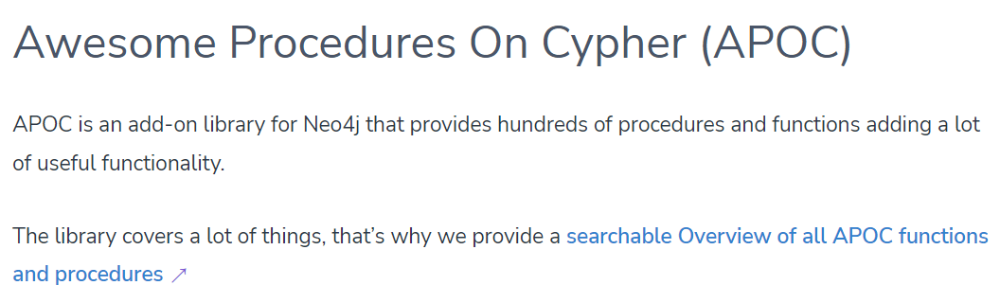 Awesome Procedures On Cypher (APOC)
APOC is an add-on library for Neo4j that provides hundreds of procedures and functions adding a lot
of useful functionality.
The library covers a lot of things, that’s why we provide a searchable Overview of all APOC functions
and procedures ↗